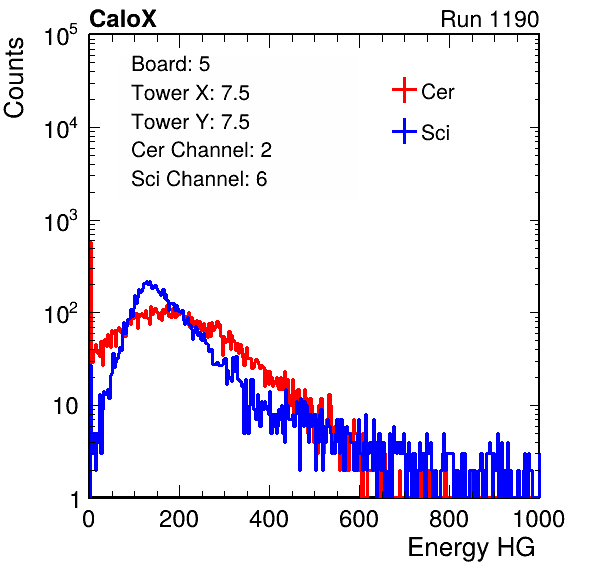 CaloX Run 1190
Counts
10^5
10^4
10^3
10^2
10
1
Board: 5
Tower X: 7.5
Tower Y: 7.5
Cer Channel: 2
Sci Channel: 6
Cer
Sci
0 200 400 600 800 1000
Energy HG